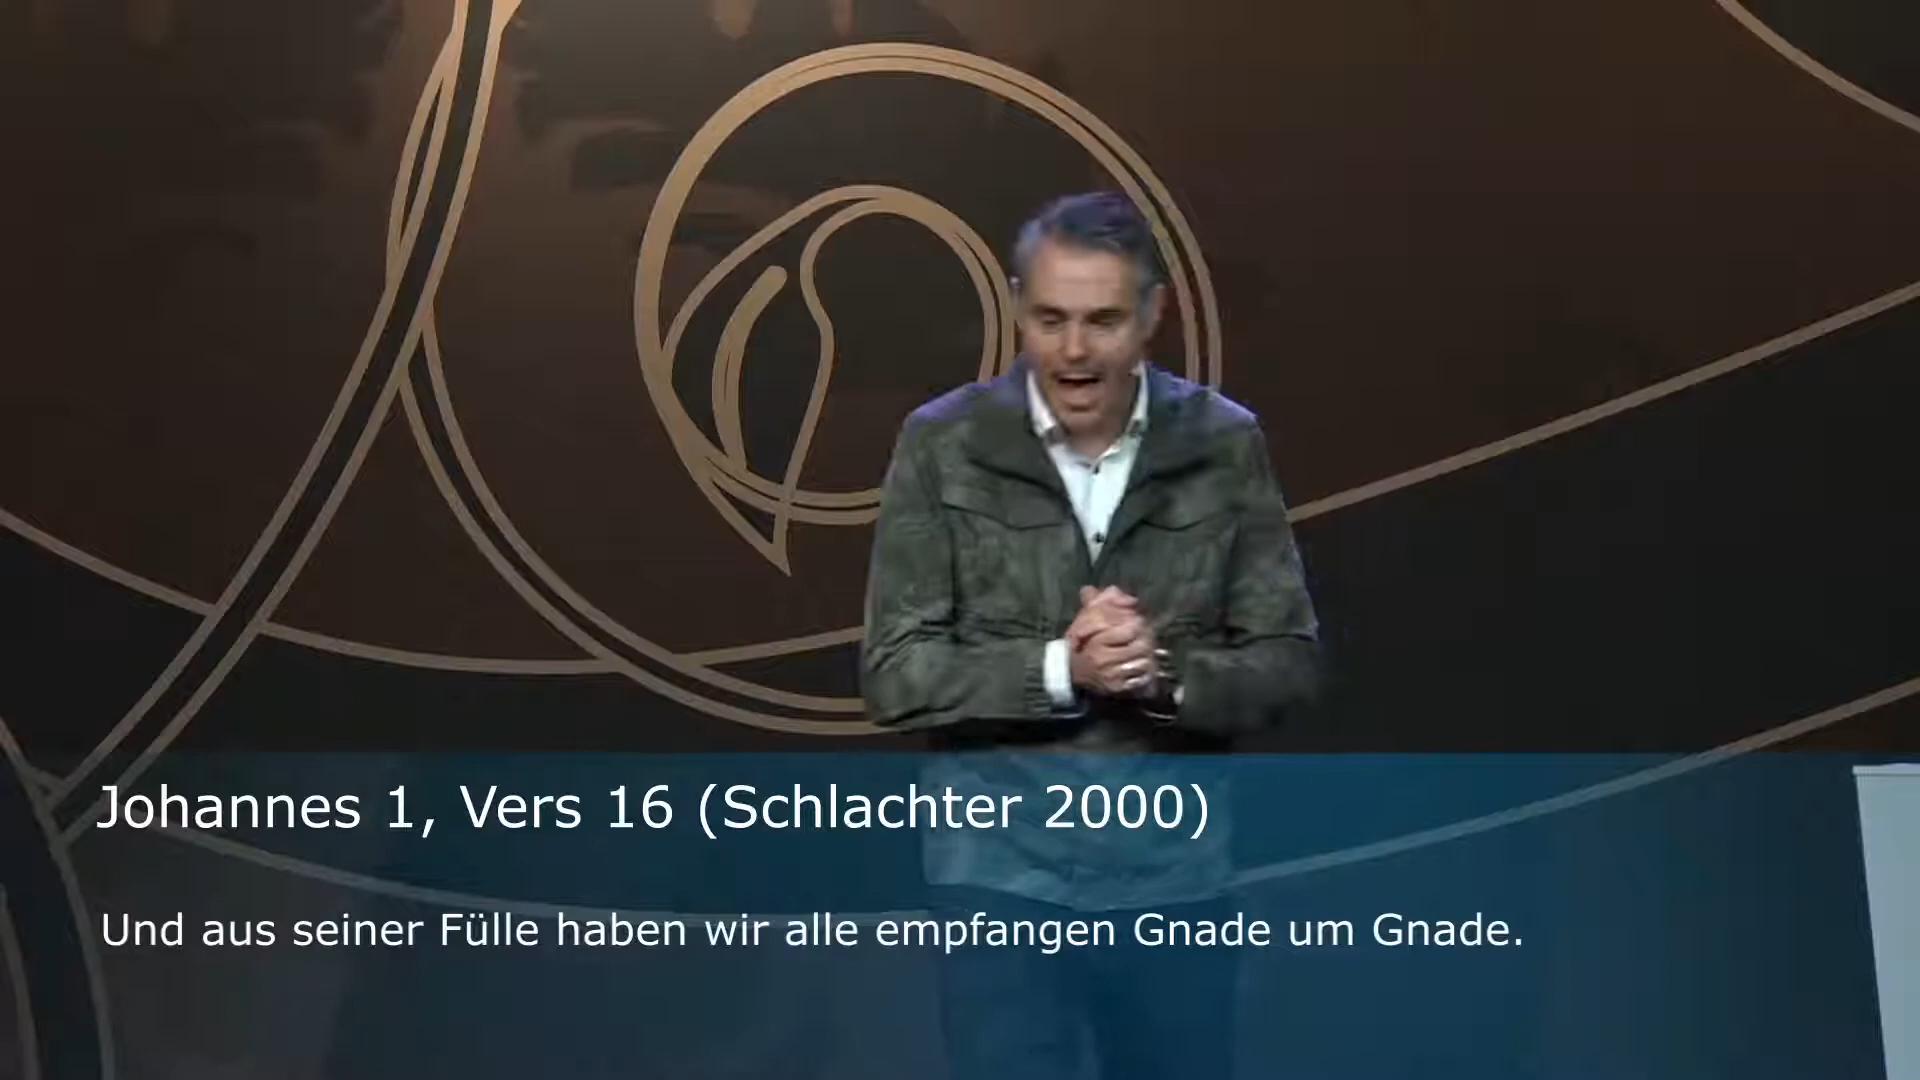 Johannes 1, Vers 16 (Schlachter 2000)
Und aus seiner Fülle haben wir alle empfangen Gnade um Gnade.